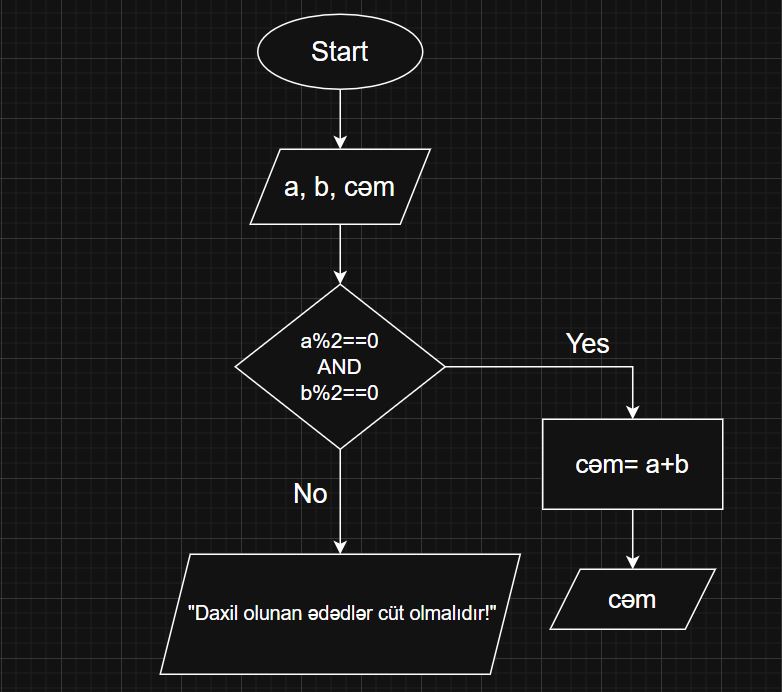 Start
a, b, cəm
a%2==0
AND
b%2==0
Yes
cəm= a+b
No
cəm
"Daxil olunan ədədlər cüt olmalıdır!"